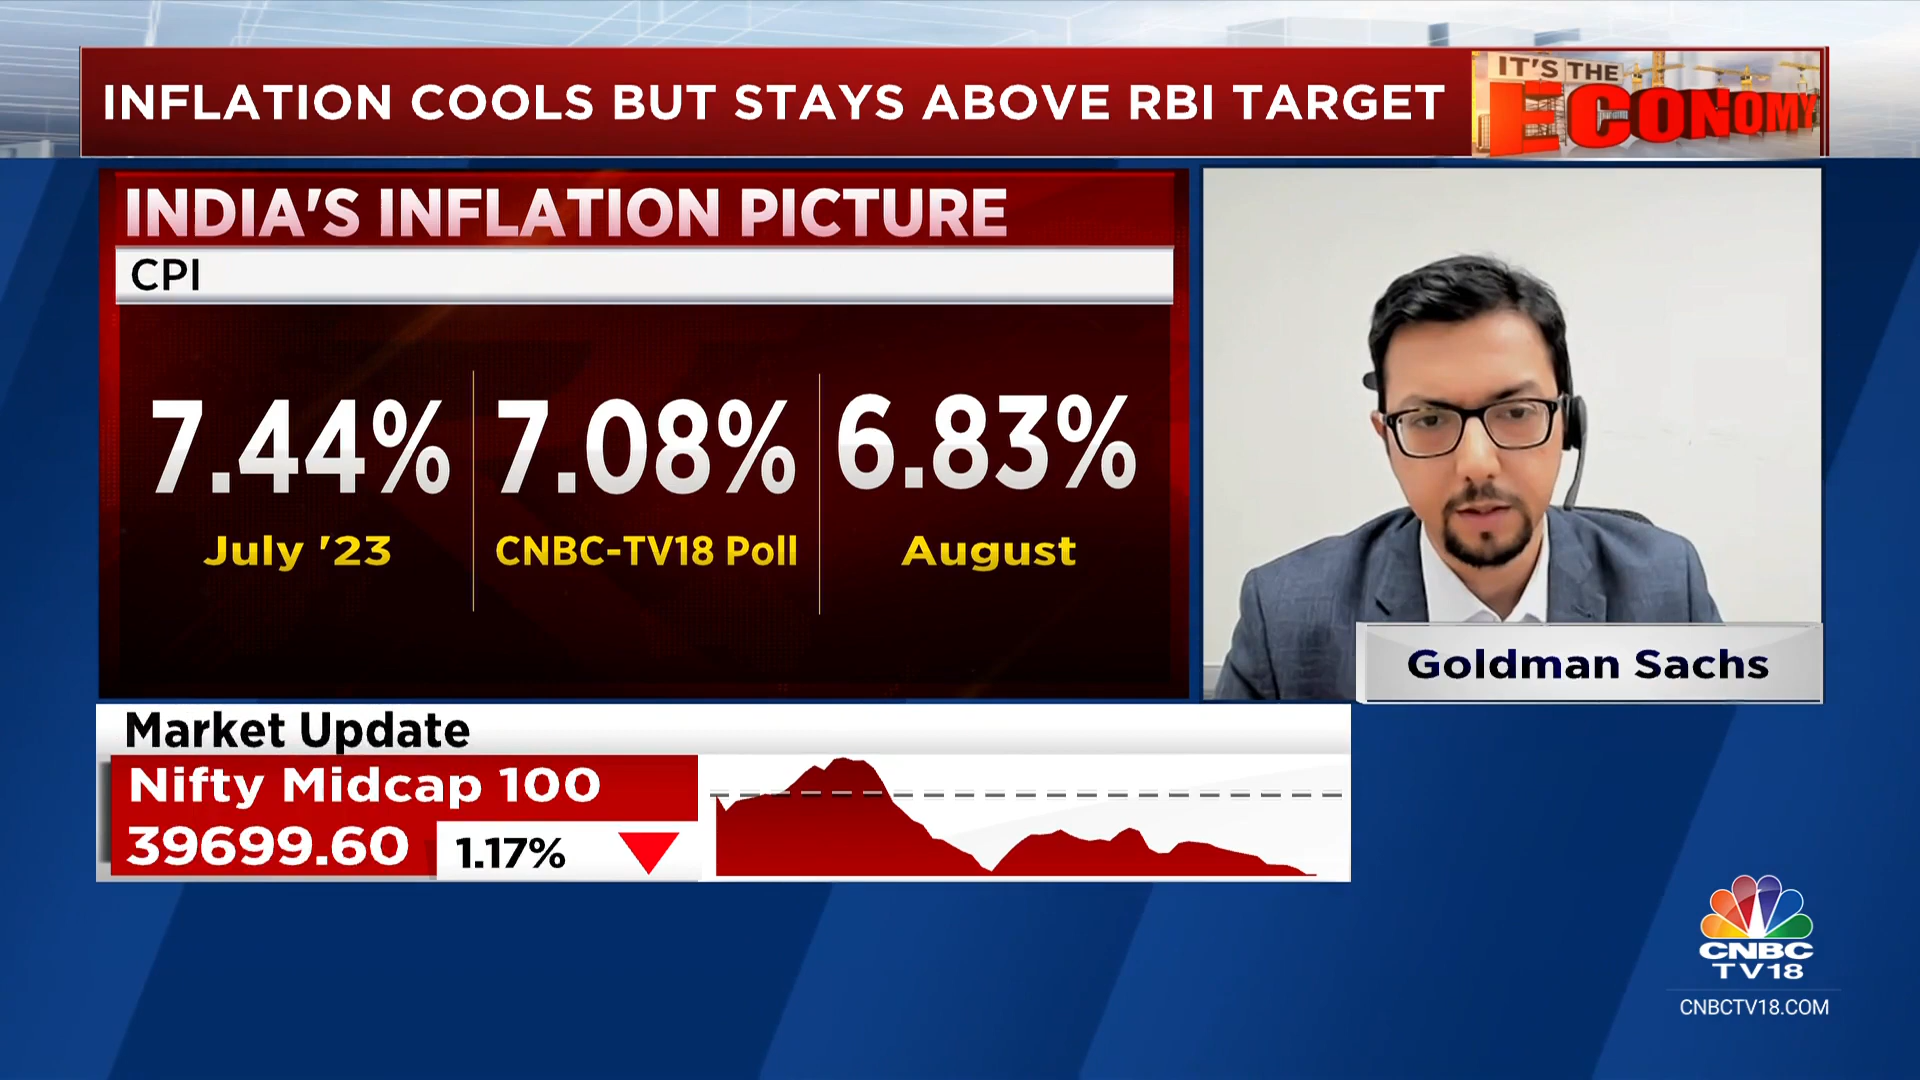 INFLATION COOLS BUT STAYS ABOVE RBI TARGET
IT'S THE
ECONOMY
INDIA'S INFLATION PICTURE
CPI
7.44%
July '23
7.08%
CNBC-TV18 Poll
6.83%
August
Goldman Sachs
Market Update
Nifty Midcap 100
39699.60
1.17%
CNBC
TV18
CNBCTV18.COM